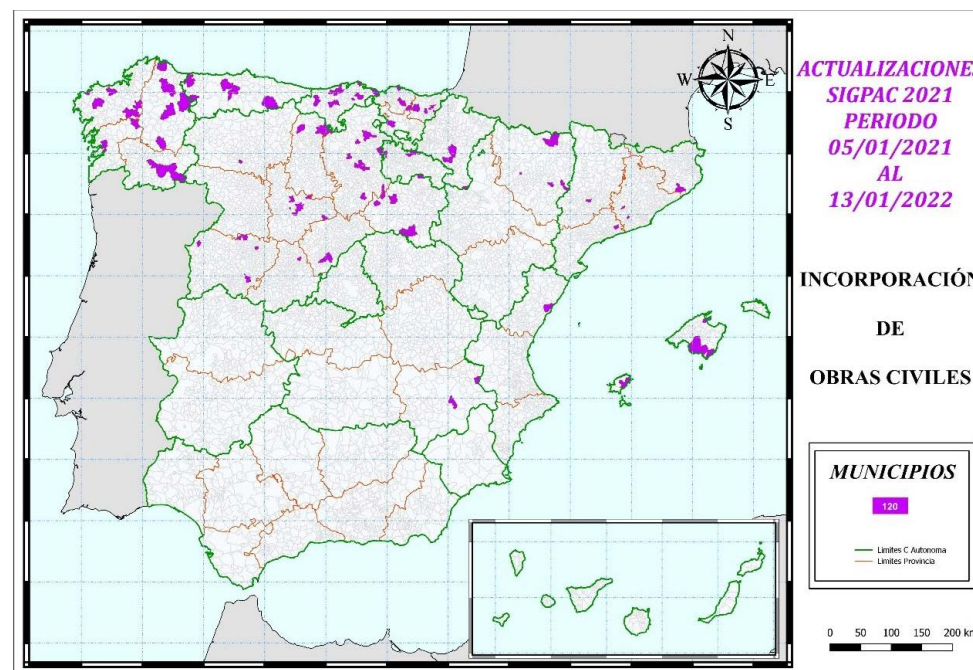 N
W
E
S
ACTUALIZACIONE
SIGPAC 2021
PERIODO
05/01/2021
AL
13/01/2022
INCORPORACIÓN
DE
OBRAS CIVILES
MUNICIPIOS
120
Limites C Autonoma
Limites Provincia
0 50 100 150 200 km